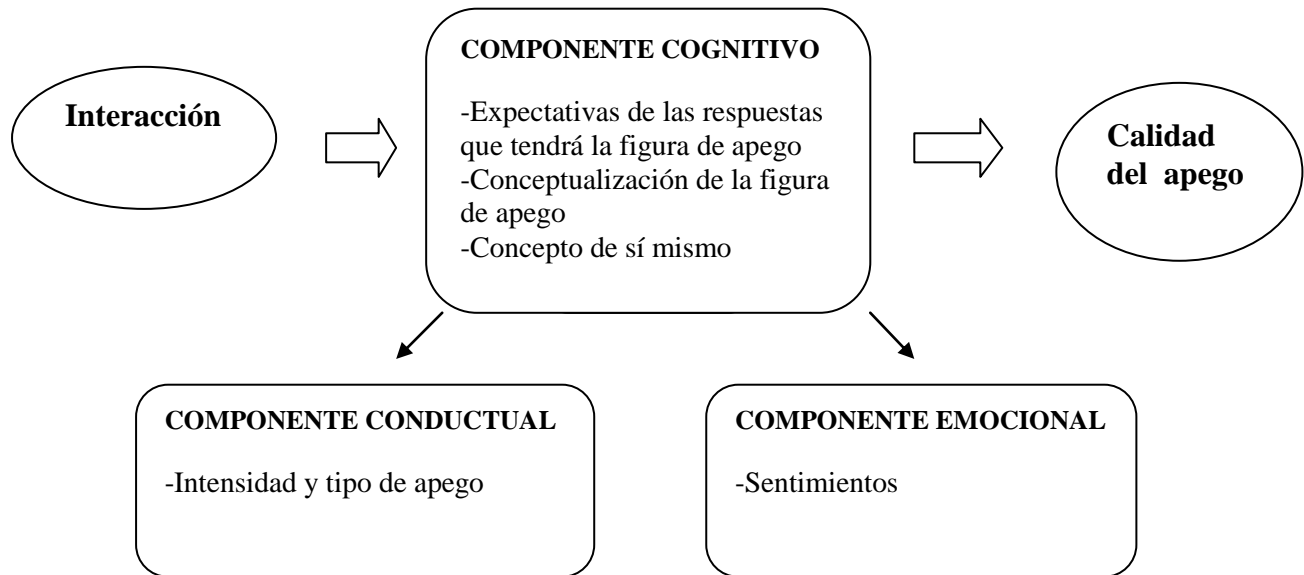 Interacción
COMPONENTE COGNITIVO
-Expectativas de las respuestas
que tendrá la figura de apego
-Conceptualización de la figura
de apego
-Concepto de sí mismo
Calidad
del apego
COMPONENTE CONDUCTUAL
-Intensidad y tipo de apego
COMPONENTE EMOCIONAL
-Sentimientos